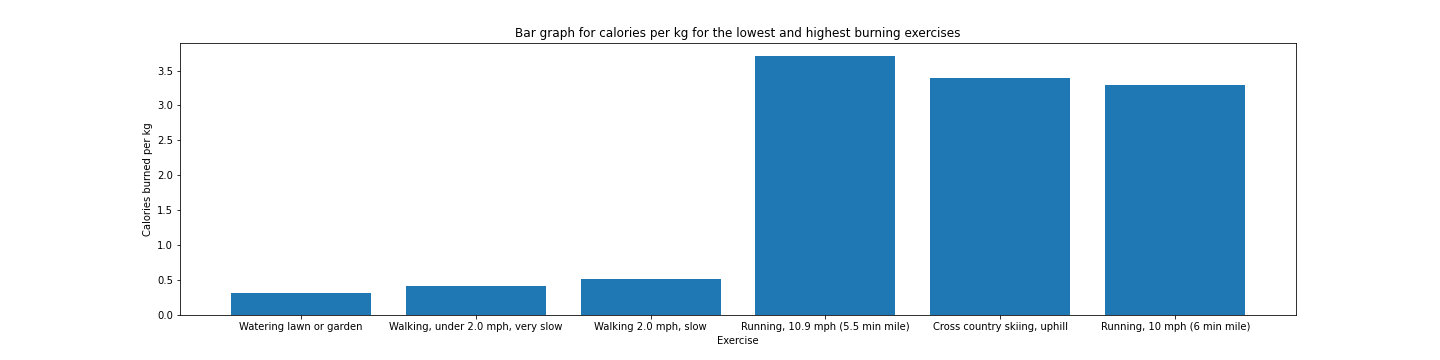 Bar graph for calories per kg for the lowest and highest burning exercises
Calories burned per kg
3.5
3.0
2.5
2.0
1.5
1.0
0.5
0.0
Watering lawn or garden
Walking, under 2.0 mph, very slow
Walking 2.0 mph, slow
Running, 10.9 mph (5.5 min mile)
Cross country skiing, uphill
Running, 10 mph (6 min mile)
Exercise